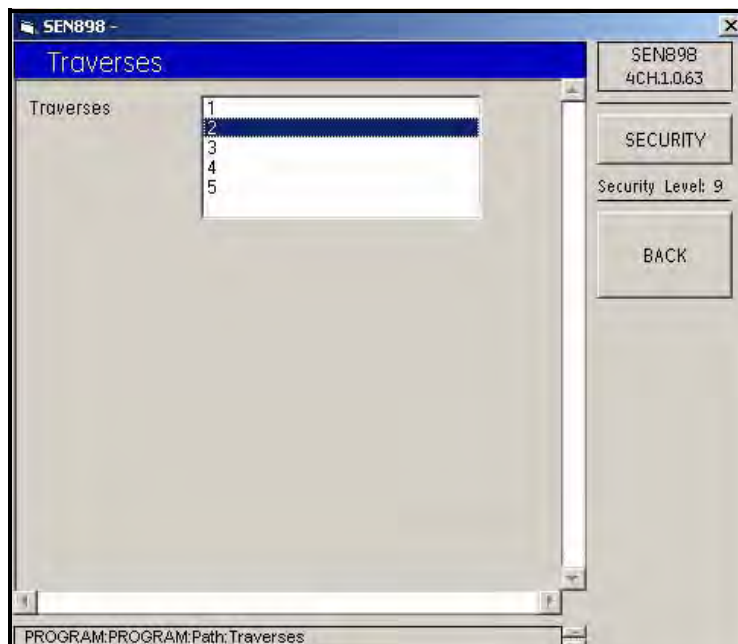 SEN898 -
Traverses
SEN898
4CH.1.0.63
Traverses
1
2
3
4
5
SECURITY
Security Level: 9
BACK
PROGRAM:PROGRAM:Path:Traverses